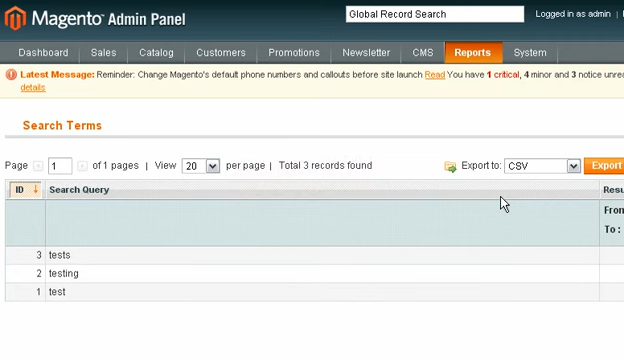 Magento Admin Panel
Global Record Search
Logged in as admin
Dashboard Sales Catalog Customers Promotions Newsletter CMS Reports System
Latest Message: Reminder: Change Magento's default phone numbers and callouts before site launch Read You have 1 critical, 4 minor and 3 notice
details
Search Terms
Page 1 of 1 pages | View 20 per page | Total 3 records found Export to: CSV Export
ID Search Query
From
To :
3 tests
2 testing
1 test